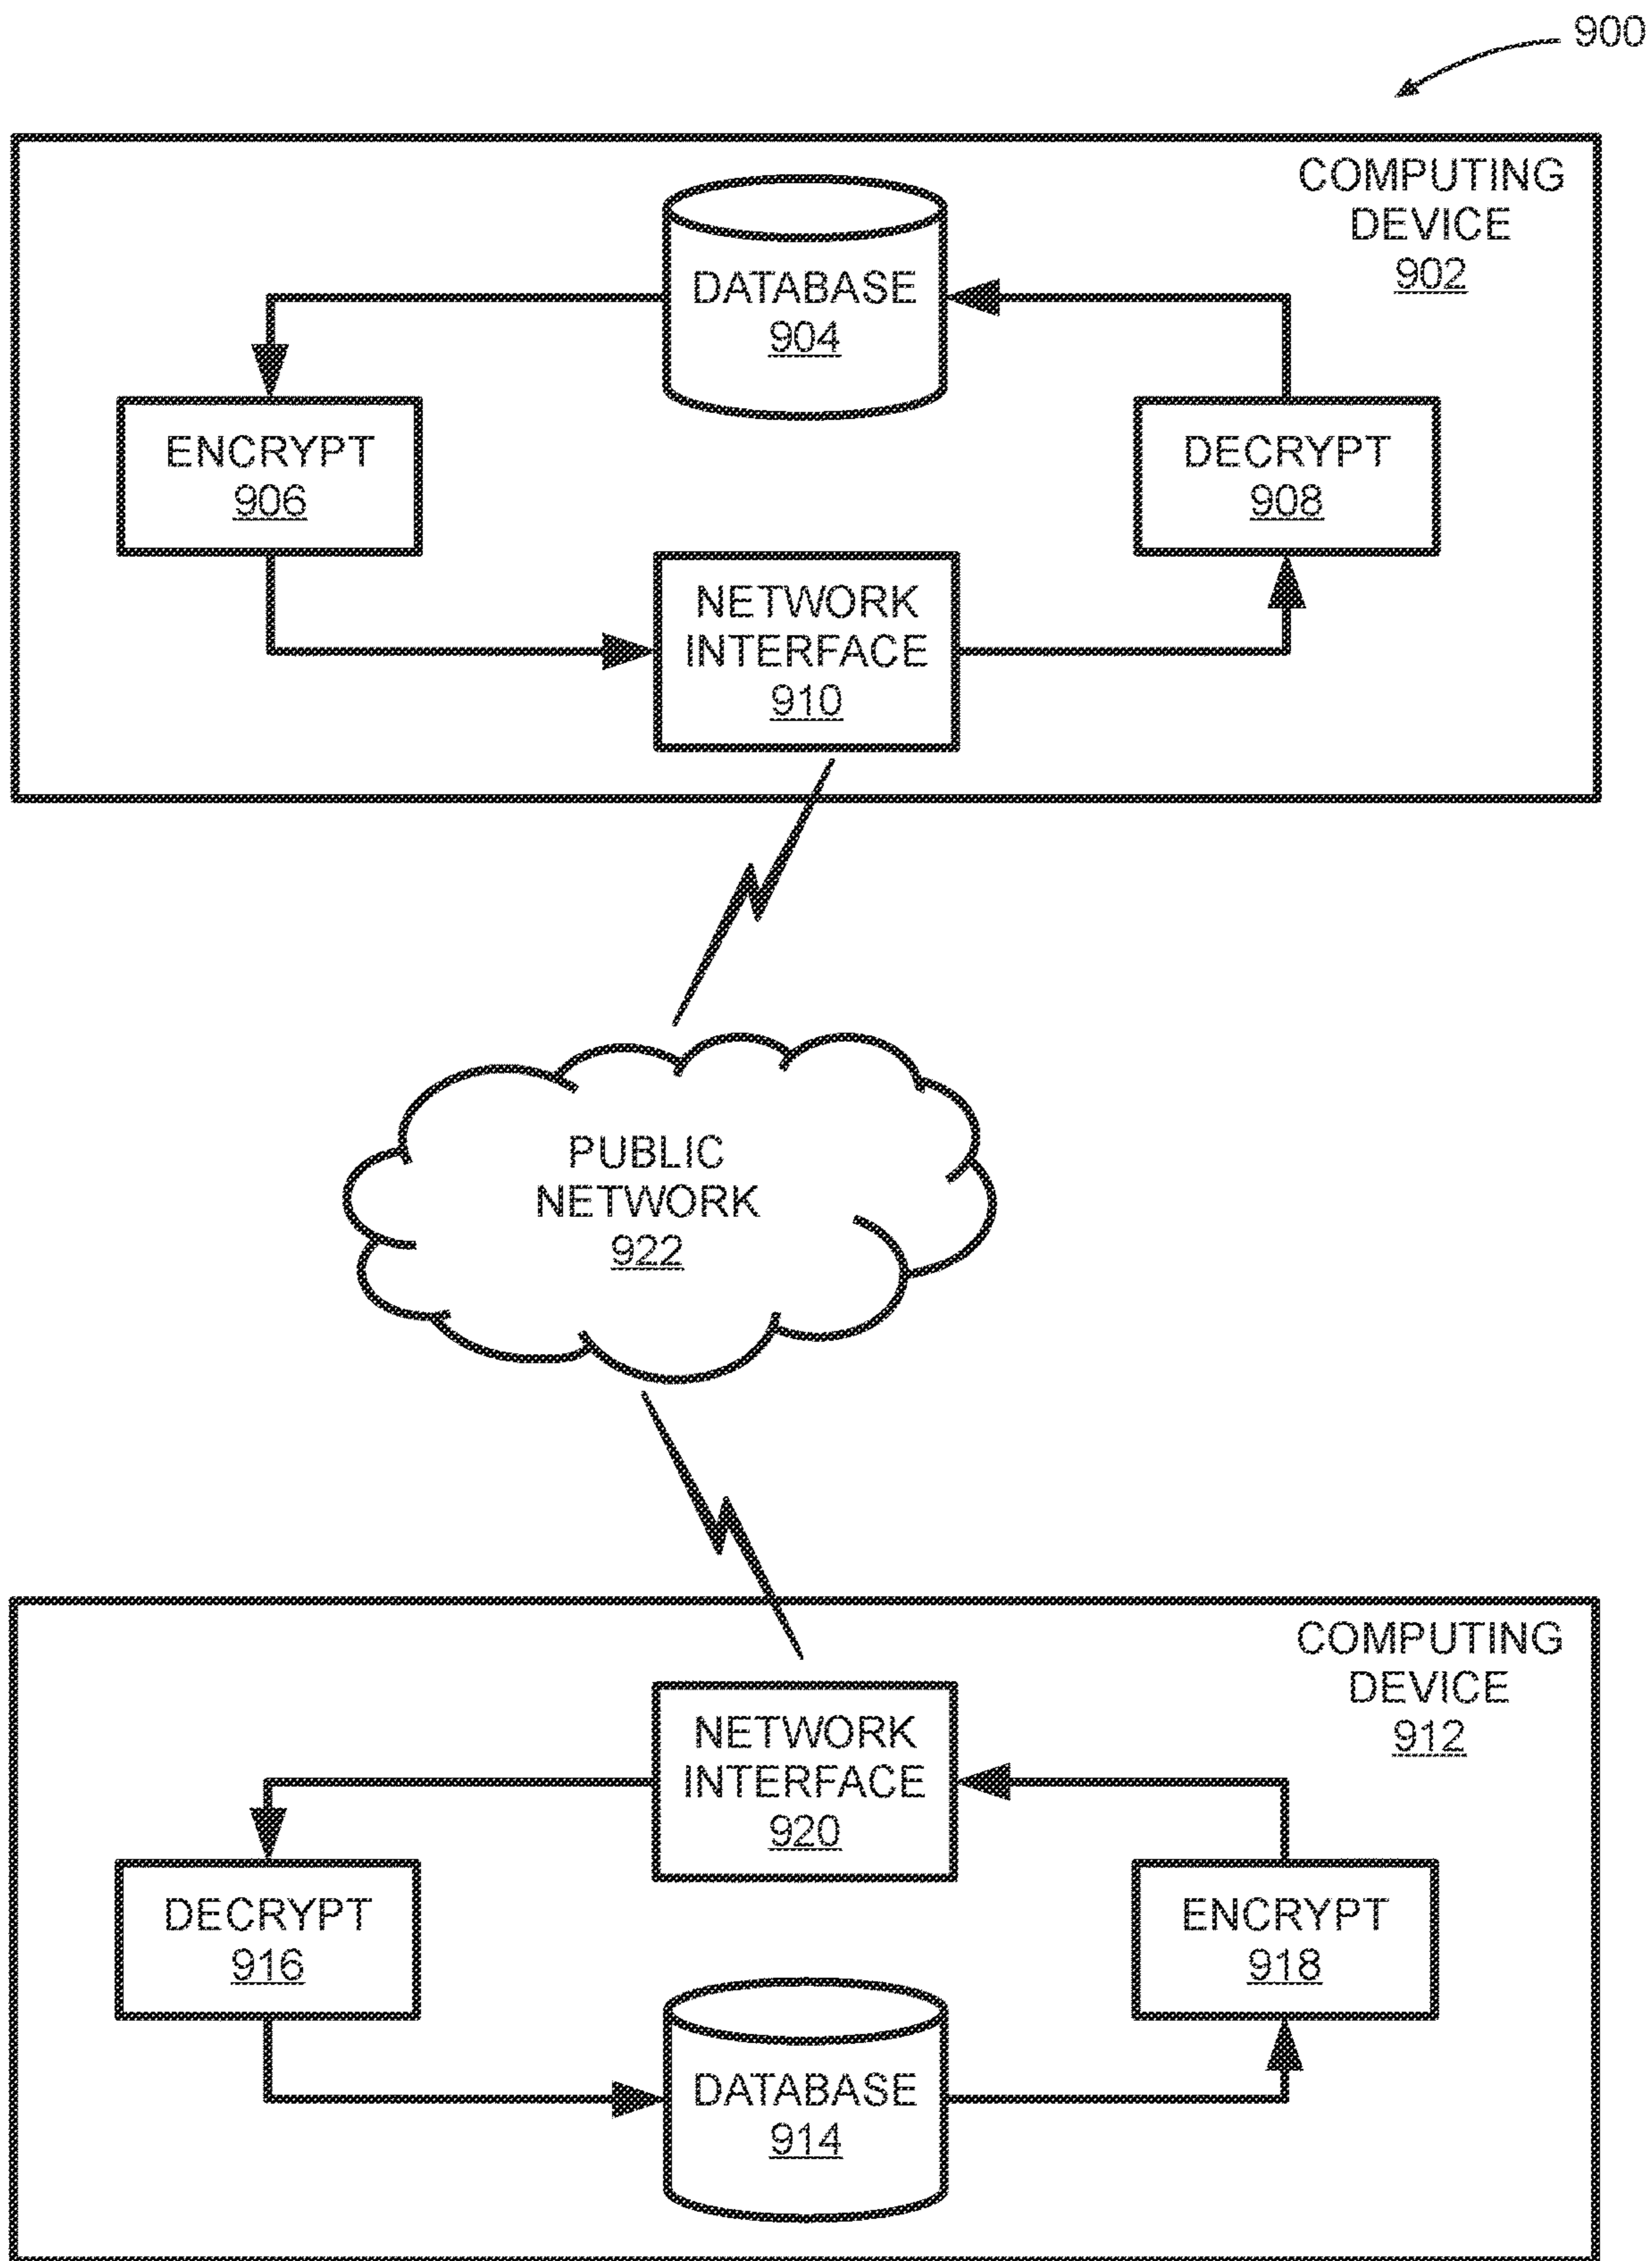 900
COMPUTING
DEVICE
902
DATABASE
904
ENCRYPT
906
DECRYPT
908
NETWORK
INTERFACE
910
PUBLIC
NETWORK
922
COMPUTING
DEVICE
912
NETWORK
INTERFACE
920
DECRYPT
916
ENCRYPT
918
DATABASE
914